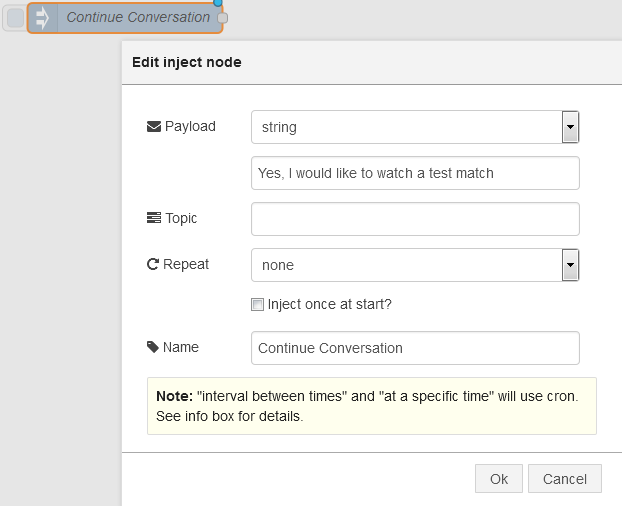 Continue Conversation
Edit inject node
Payload string
Yes, I would like to watch a test match
Topic
Repeat none
Inject once at start?
Name Continue Conversation
Note: "interval between times" and "at a specific time" will use cron.
See info box for details.
Ok Cancel